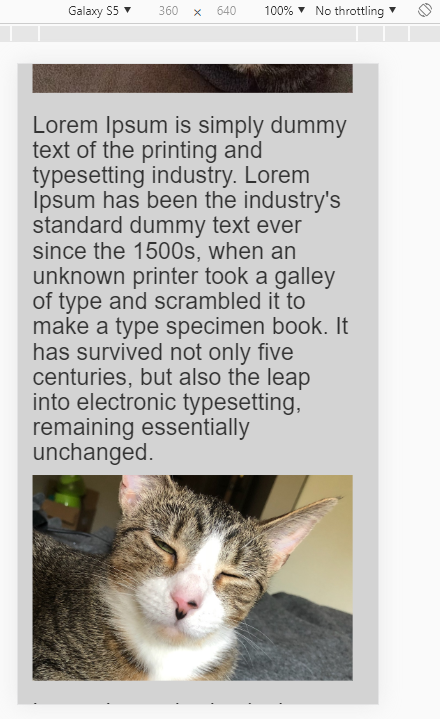 Galaxy S5 ▼ 360 × 640 100% ▼ No throttling ▼
Lorem Ipsum is simply dummy
text of the printing and
typesetting industry. Lorem
Ipsum has been the industry's
standard dummy text ever
since the 1500s, when an
unknown printer took a galley
of type and scrambled it to
make a type specimen book. It
has survived not only five
centuries, but also the leap
into electronic typesetting,
remaining essentially
unchanged.